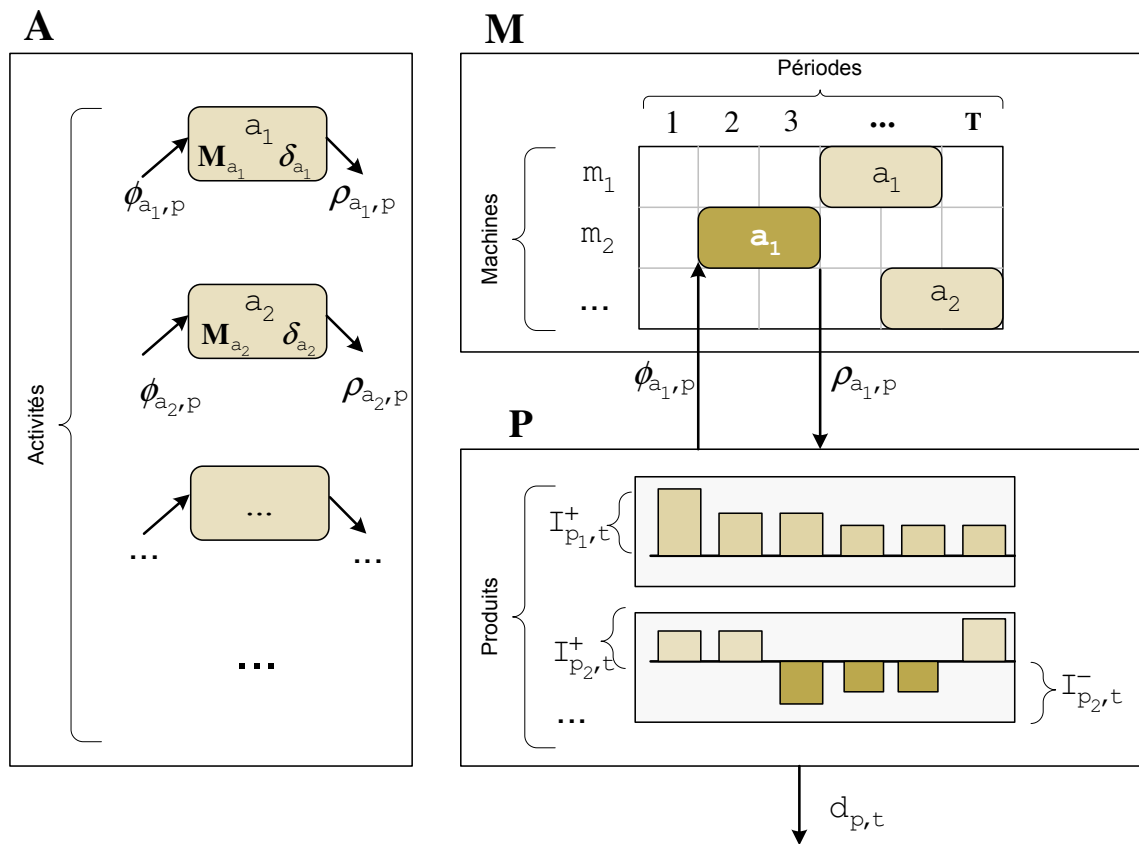 A
Activités
a1
Ma1 δa1
ϕa1,p
ρa1,p
a2
Ma2 δa2
ϕa2,p
ρa2,p
...
...
...
...
M
Périodes
1 2 3 ... T
Machines
m1
a1
m2
a1
...
a2
ϕa1,p
ρa1,p
P
Produits
I+p1,t
I+p2,t
I-p2,t
...
dp,t